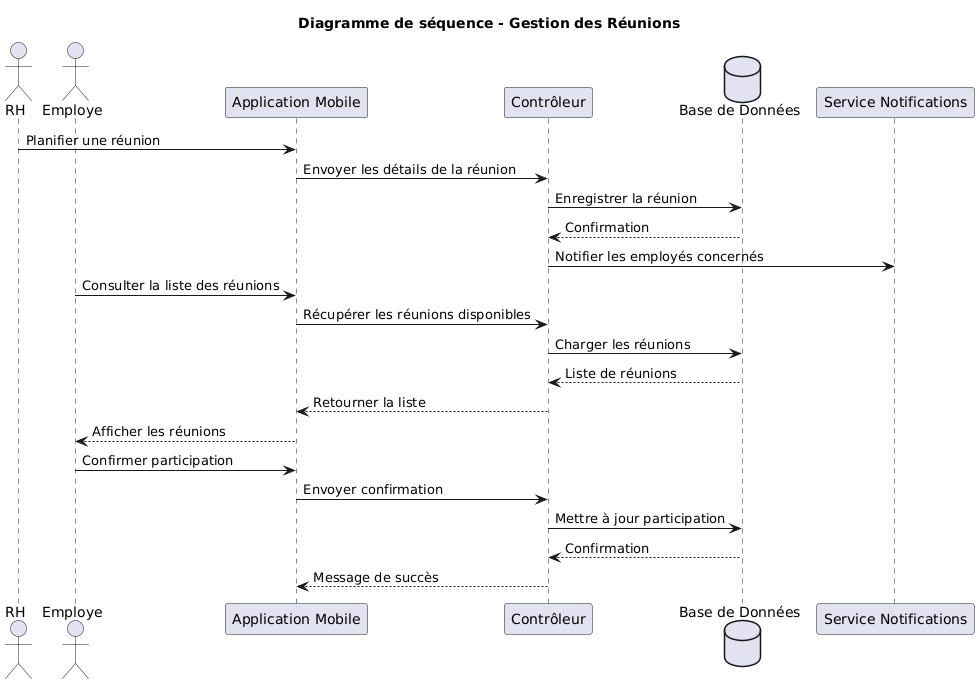 Diagramme de séquence - Gestion des Réunions
RH
Employe
Application Mobile
Contrôleur
Base de Données
Service Notifications
Planifier une réunion
Envoyer les détails de la réunion
Enregistrer la réunion
Confirmation
Notifier les employés concernés
Consulter la liste des réunions
Récupérer les réunions disponibles
Charger les réunions
Liste de réunions
Retourner la liste
Afficher les réunions
Confirmer participation
Envoyer confirmation
Mettre à jour participation
Confirmation
Message de succès
RH
Employe
Application Mobile
Contrôleur
Base de Données
Service Notifications